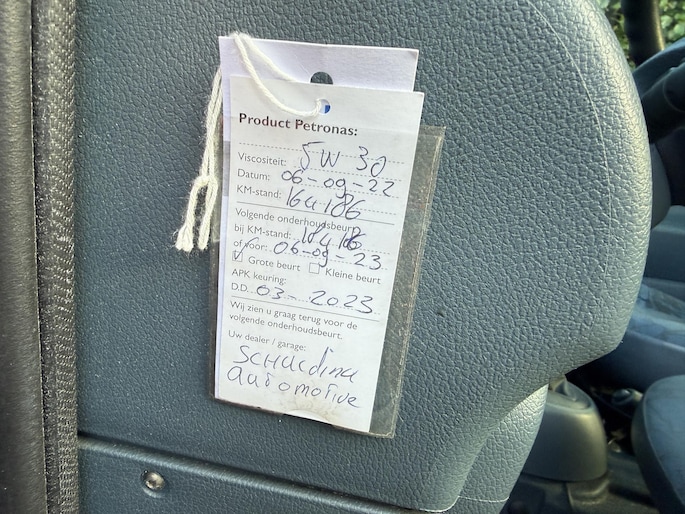 Product Petronas:
Viscositeit: 5W 30
Datum: 06-09-22
KM-stand: 164186
Volgende onderhoudsbeurt
bij KM-stand: 184186
of voor: 06-09-23
Grote beurt Kleine beurt
APK keuring:
D.D. 03-2023
Wij zien u graag terug voor de
volgende onderhoudsbeurt.
Uw dealer / garage:
automotive